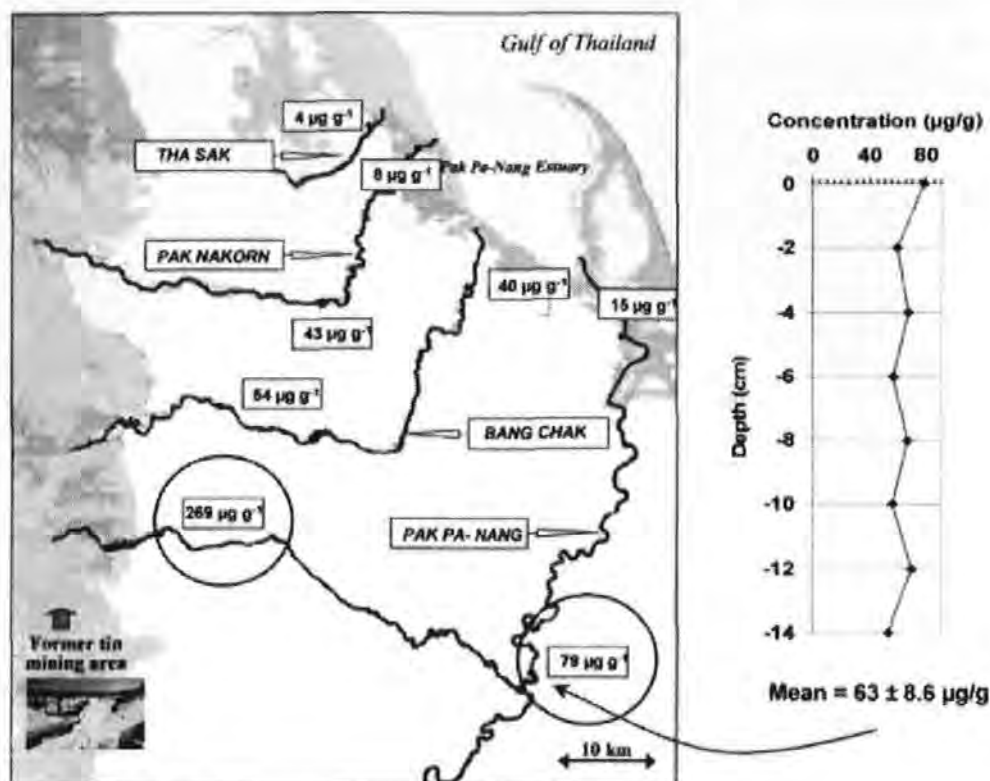 Gulf of Thailand
4 µg g⁻¹
THA SAK
8 µg g⁻¹
Pak Pa-Nang Estuary
PAK NAKORN
40 µg g⁻¹
15 µg g⁻¹
43 µg g⁻¹
54 µg g⁻¹
BANG CHAK
269 µg g⁻¹
PAK PA- NANG
Former tin
mining area
79 µg g⁻¹
10 km
Concentration (µg/g)
0 40 80
0
-2
-4
-6
-8
-10
-12
-14
Depth (cm)
Mean = 63 ± 8.6 µg/g